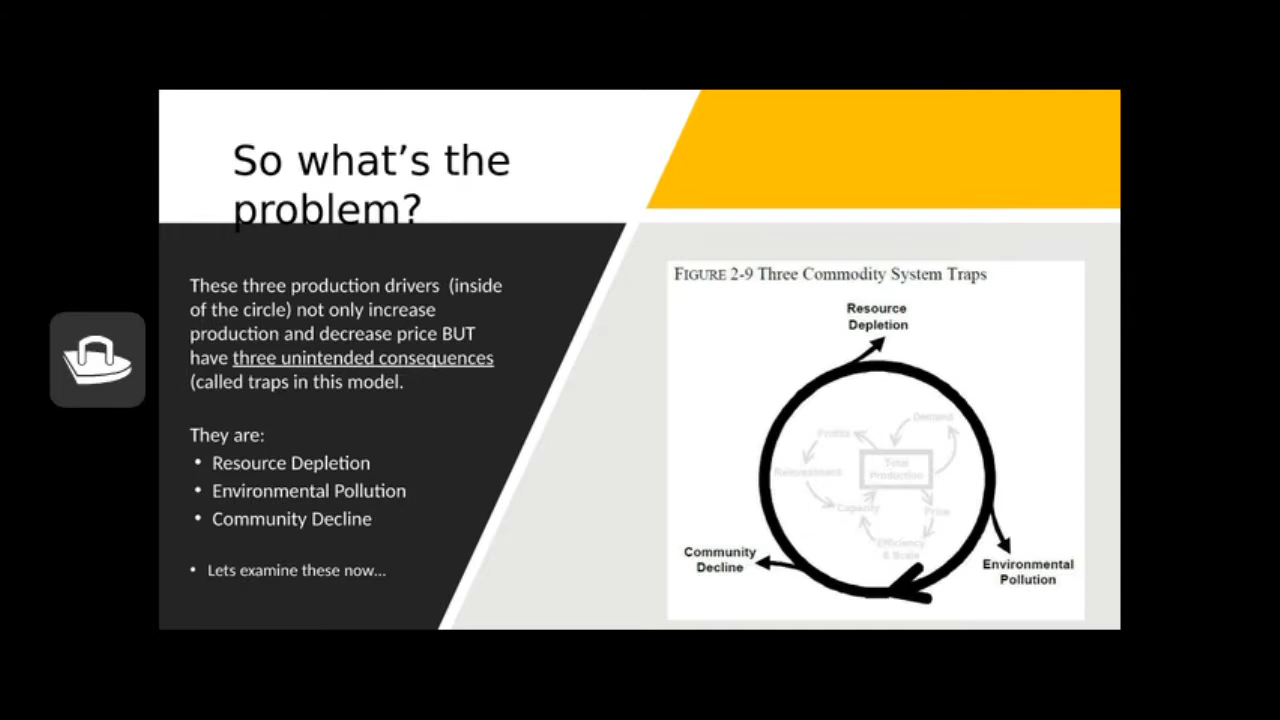 So what’s the
problem?
These three production drivers  (inside
of the circle) not only increase
production and decrease price BUT
have three unintended consequences
(called traps in this model.
They are:
• Resource Depletion
• Environmental Pollution
• Community Decline
• Lets examine these now...
FIGURE 2-9 Three Commodity System Traps
Resource
Depletion
Demand
Profits
Total
Production
Reinvestment
Capacity
Price
Efficiency
& Scale
Community
Decline
Environmental
Pollution